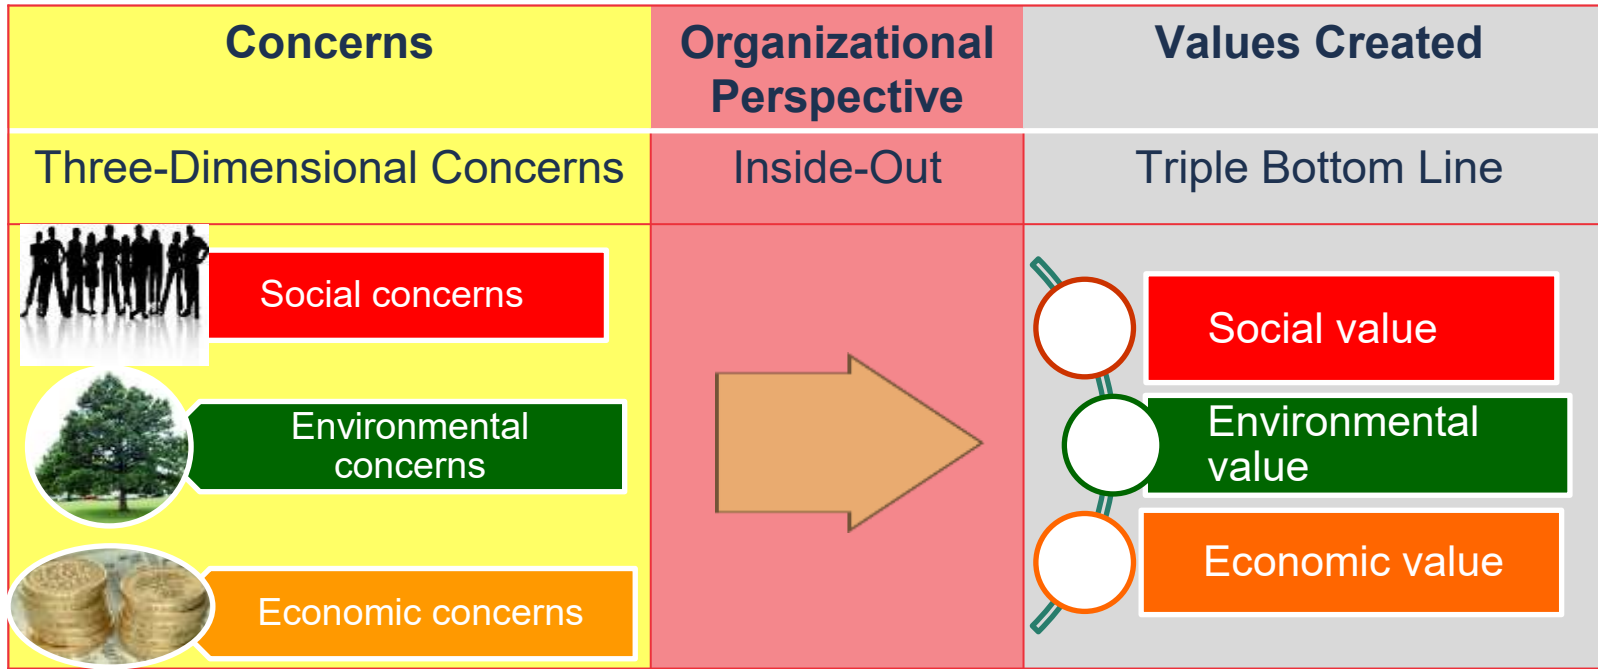 Concerns
Organizational
Perspective
Values Created
Three-Dimensional Concerns
Inside-Out
Triple Bottom Line
Social concerns
Environmental
concerns
Economic concerns
Social value
Environmental
value
Economic value